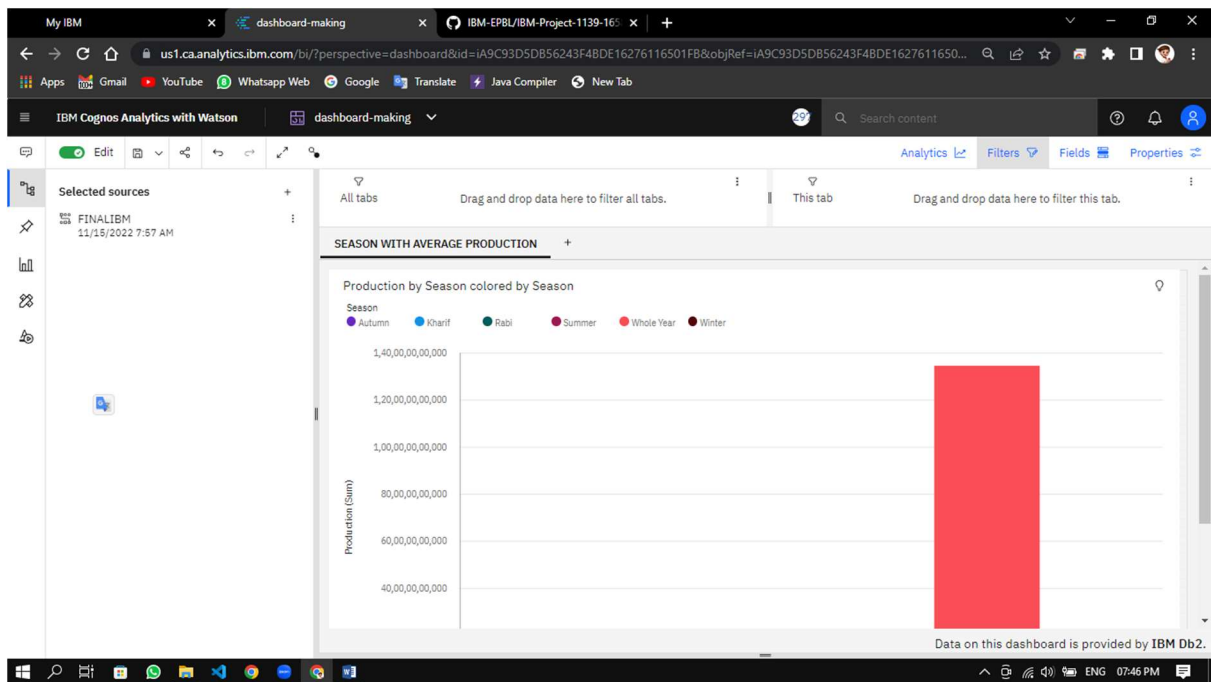 My IBM
dashboard-making
IBM-EPBL/IBM-Project-1139-165
us1.ca.analytics.ibm.com/bi/?perspective=dashboard&id=iA9C93D5DB56243F4BDE16276116501FB&objRef=iA9C93D5DB56243F4BDE1627611650...
Apps Gmail YouTube Whatsapp Web Google Translate Java Compiler New Tab
IBM Cognos Analytics with Watson
dashboard-making
Search content
Edit
Analytics Filters Fields Properties
Selected sources
FINALIBM
11/15/2022 7:57 AM
All tabs
Drag and drop data here to filter all tabs.
This tab
Drag and drop data here to filter this tab.
SEASON WITH AVERAGE PRODUCTION
Production by Season colored by Season
Season
Autumn Kharif Rabi Summer Whole Year Winter
1,40,00,00,00,000
1,20,00,00,00,000
1,00,00,00,00,000
80,00,00,00,000
60,00,00,00,000
40,00,00,00,000
Production (Sum)
Data on this dashboard is provided by IBM Db2.
ENG 07:46 PM